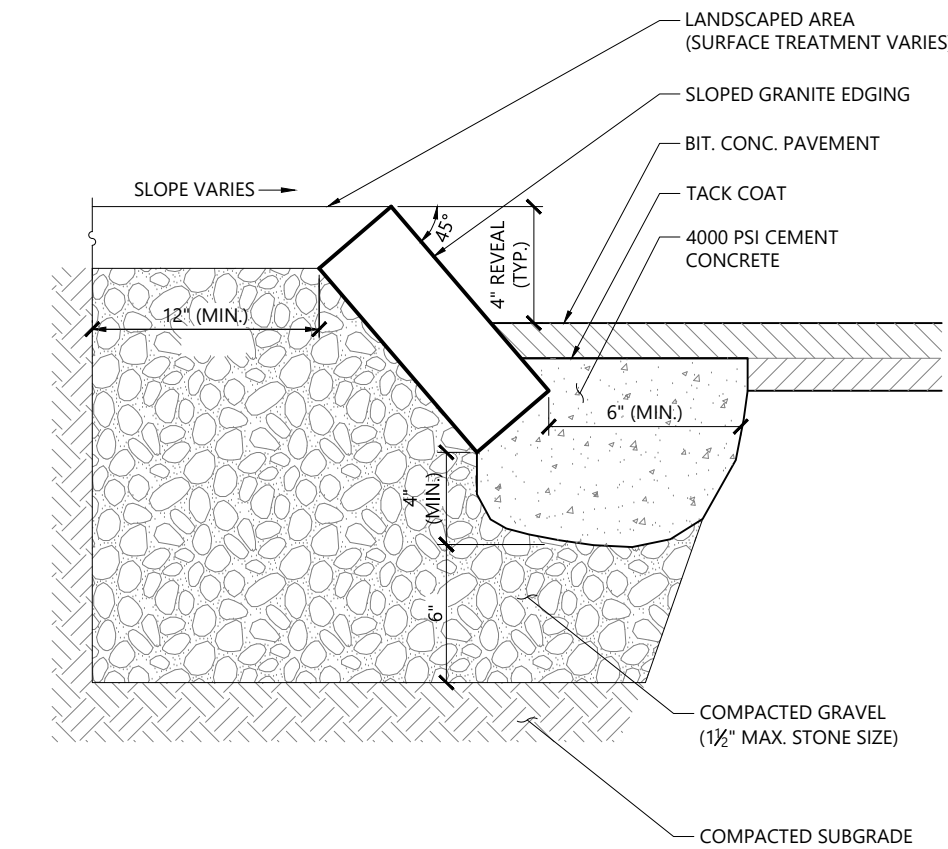 LANDSCAPED AREA
(SURFACE TREATMENT VARIES
SLOPED GRANITE EDGING
BIT. CONC. PAVEMENT
TACK COAT
4000 PSI CEMENT
CONCRETE
SLOPE VARIES
45°
4" REVEAL
(TYP.)
12" (MIN.)
6" (MIN.)
4"
(MIN.)
6"
COMPACTED GRAVEL
(1½" MAX. STONE SIZE)
COMPACTED SUBGRADE